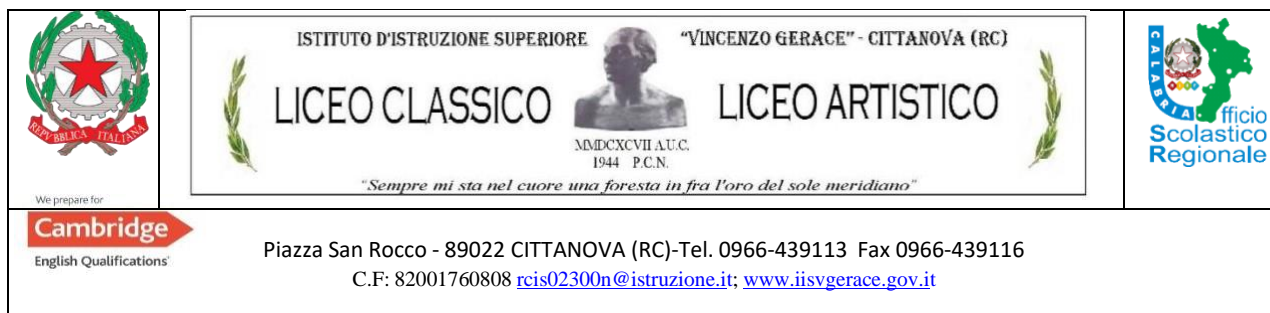 REPVBBLICA ITALIANA
We prepare for
Cambridge
English Qualifications
ISTITUTO D'ISTRUZIONE SUPERIORE "VINCENZO GERACE" - CITTANOVA (RC)
LICEO CLASSICO LICEO ARTISTICO
MMDCXCVII A.U.C.
1944 P.C.N.
"Sempre mi sta nel cuore una foresta in fra l'oro del sole meridiano"
CALABRIA
Ufficio
Scolastico
Regionale
Piazza San Rocco - 89022 CITTANOVA (RC)-Tel. 0966-439113 Fax 0966-439116
C.F: 82001760808 rcis02300n@istruzione.it; www.iisvgerace.gov.it